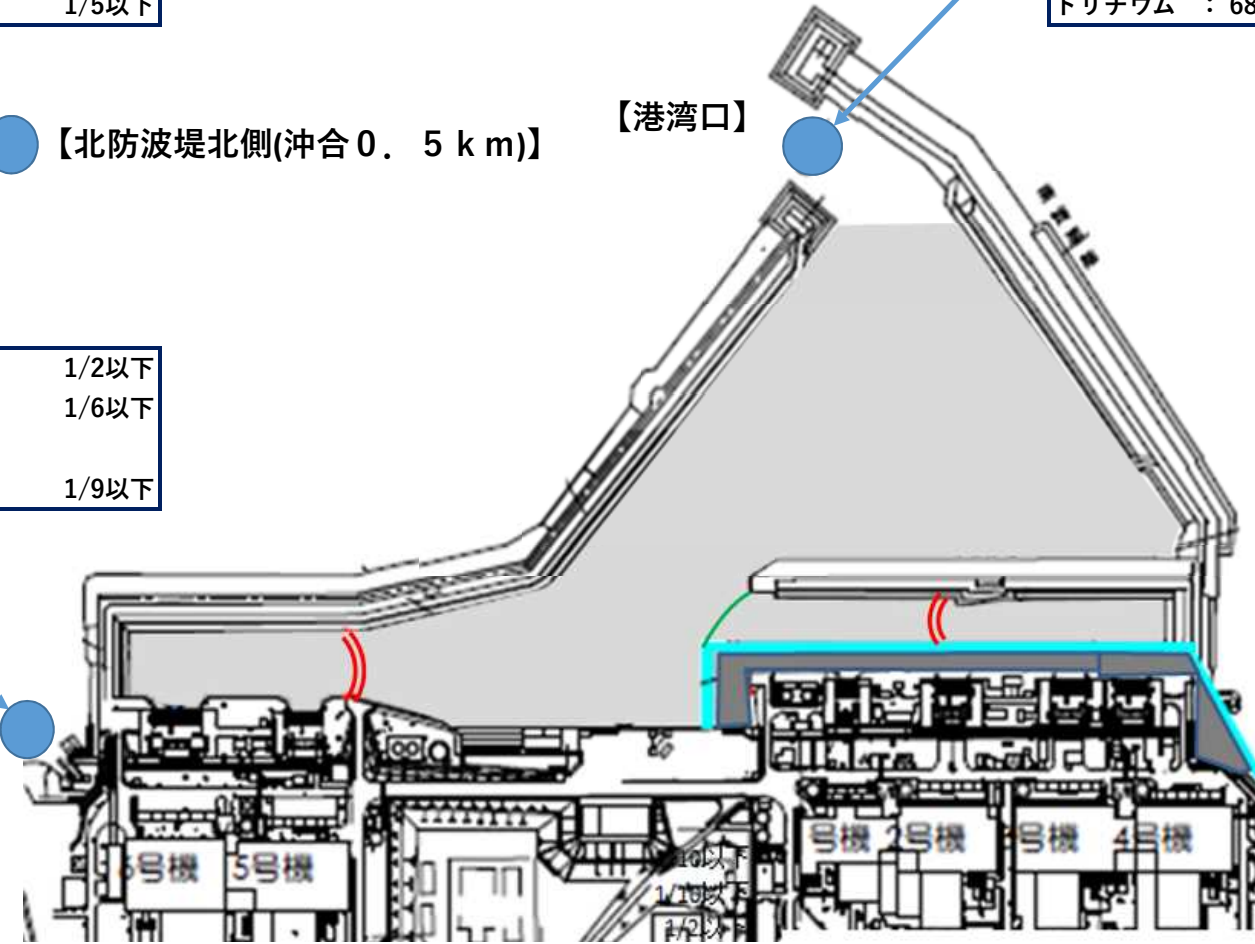 1/5以下
トリチウム : 68
【港湾口】
【北防波堤北側(沖合０．５ｋｍ)】
1/2以下
1/6以下
1/9以下
号機 2号機 号機 4号機
6号機 5号機
10以下
1/10以下
1/2以下